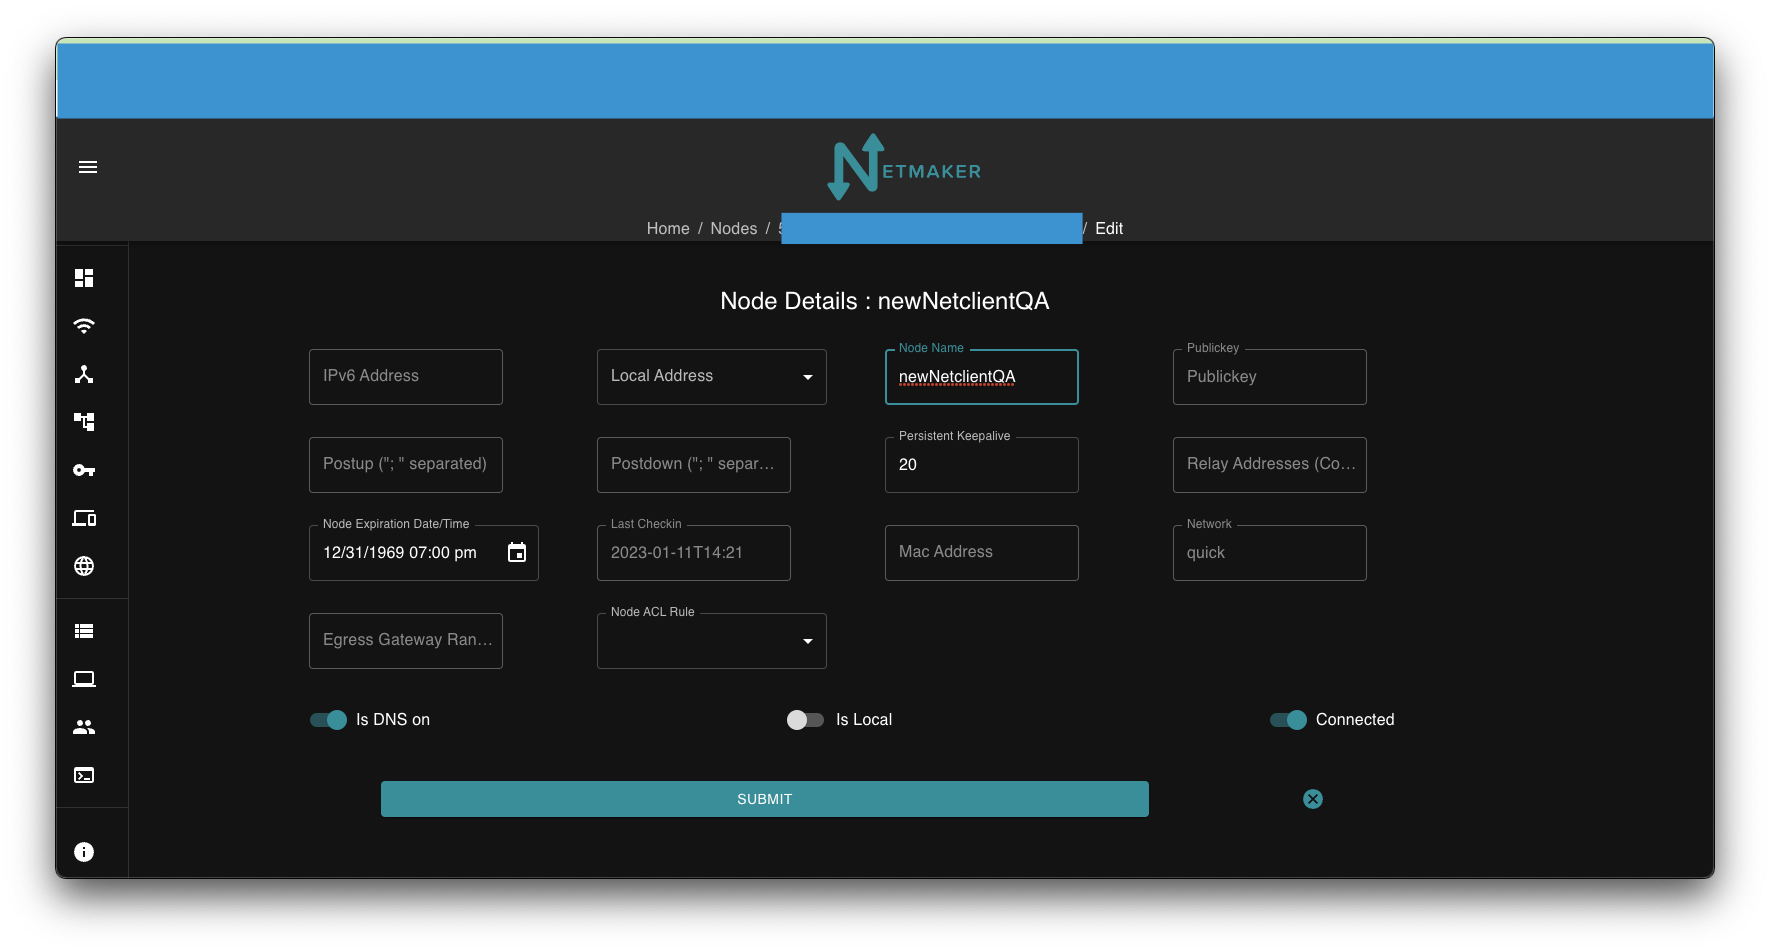 NETMAKER
Home / Nodes / / Edit
Node Details : newNetclientQA
IPv6 Address
Local Address
Node Name
newNetclientQA
Publickey
Publickey
Postup ("; " separated)
Postdown ("; " separ...
Persistent Keepalive
20
Relay Addresses (Co...
Node Expiration Date/Time
12/31/1969 07:00 pm
Last Checkin
2023-01-11T14:21
Mac Address
Network
quick
Egress Gateway Ran...
Node ACL Rule
Is DNS on
Is Local
Connected
SUBMIT